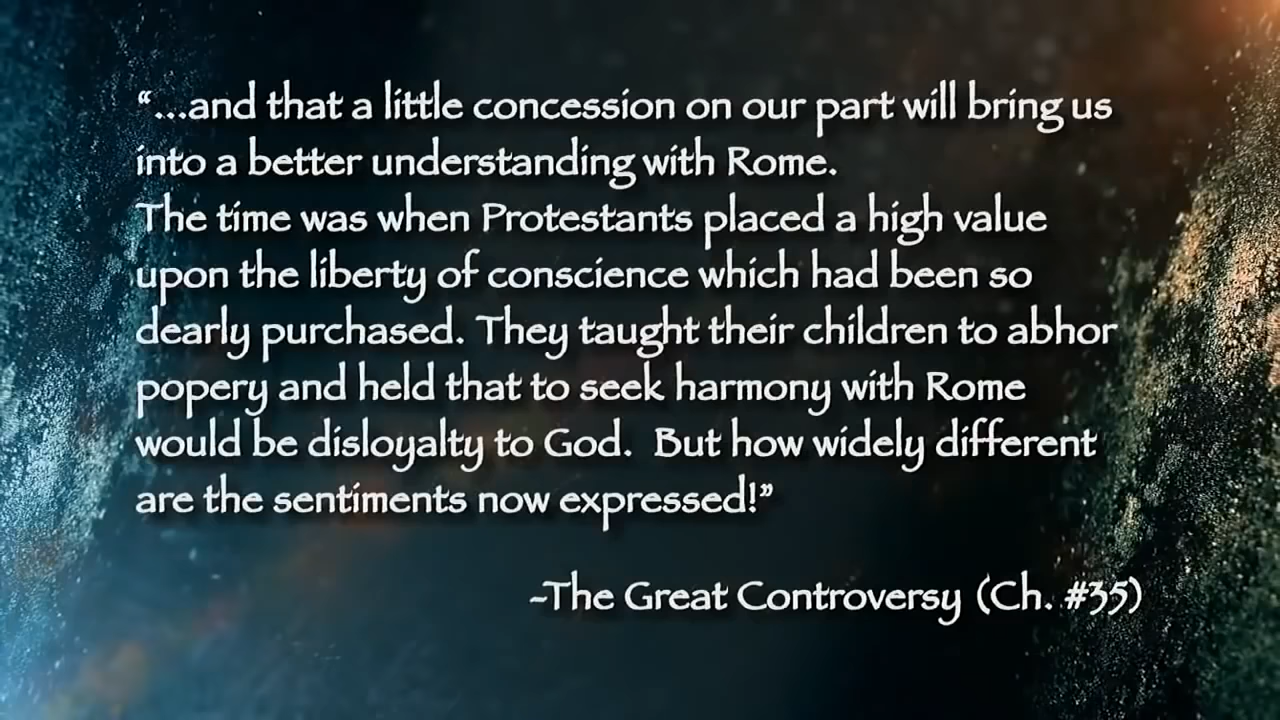 “...and that a little concession on our part will bring us
into a better understanding with Rome.
The time was when Protestants placed a high value
upon the liberty of conscience which had been so
dearly purchased. They taught their children to abhor
popery and held that to seek harmony with Rome
would be disloyalty to God. But how widely different
are the sentiments now expressed!”
-The Great Controversy (Ch. #35)